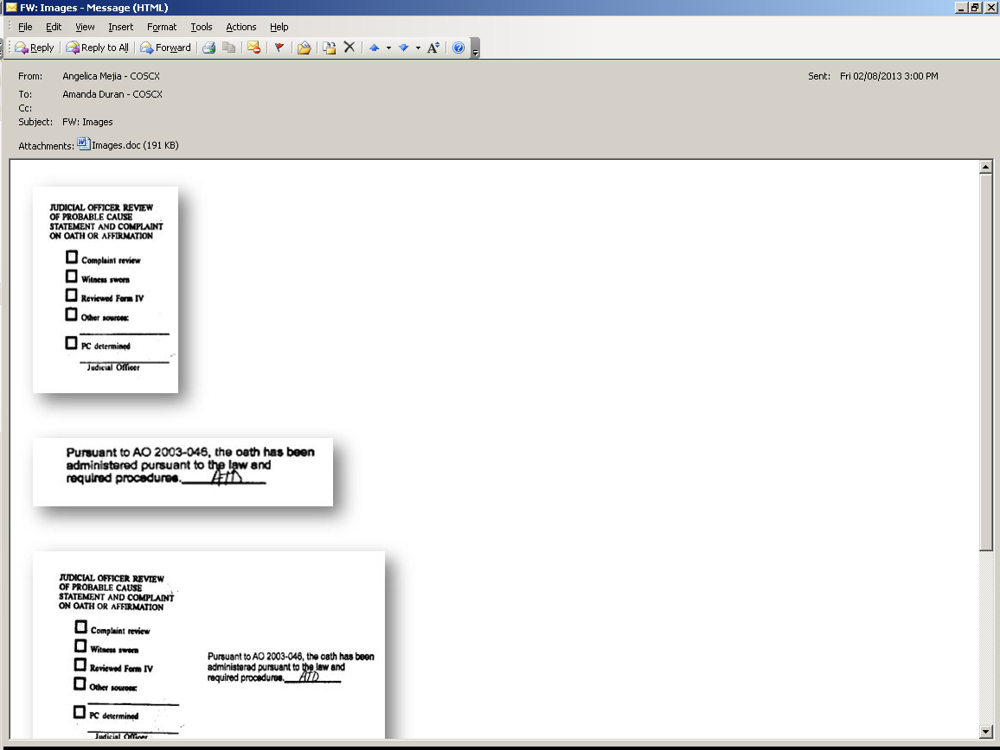 FW: Images - Message (HTML)
File Edit View Insert Format Tools Actions Help
Reply Reply to All Forward
From: Angelica Mejia - COSCX Sent: Fri 02/08/2013 3:00 PM
To: Amanda Duran - COSCX
Cc:
Subject: FW: Images
Attachments: Images.doc (191 KB)
JUDICIAL OFFICER REVIEW
OF PROBABLE CAUSE
STATEMENT AND COMPLAINT
ON OATH OR AFFIRMATION
Complaint review
Witness sworn
Reviewed Form IV
Other sources:
PC determined
Judicial Officer
Pursuant to AO 2003-046, the oath has been
administered pursuant to the law and
required procedures.
JUDICIAL OFFICER REVIEW
OF PROBABLE CAUSE
STATEMENT AND COMPLAINT
ON OATH OR AFFIRMATION
Complaint review
Witness sworn
Reviewed Form IV
Other sources:
PC determined
Judicial Officer
Pursuant to AO 2003-046, the oath has been
administered pursuant to the law and
required procedures.